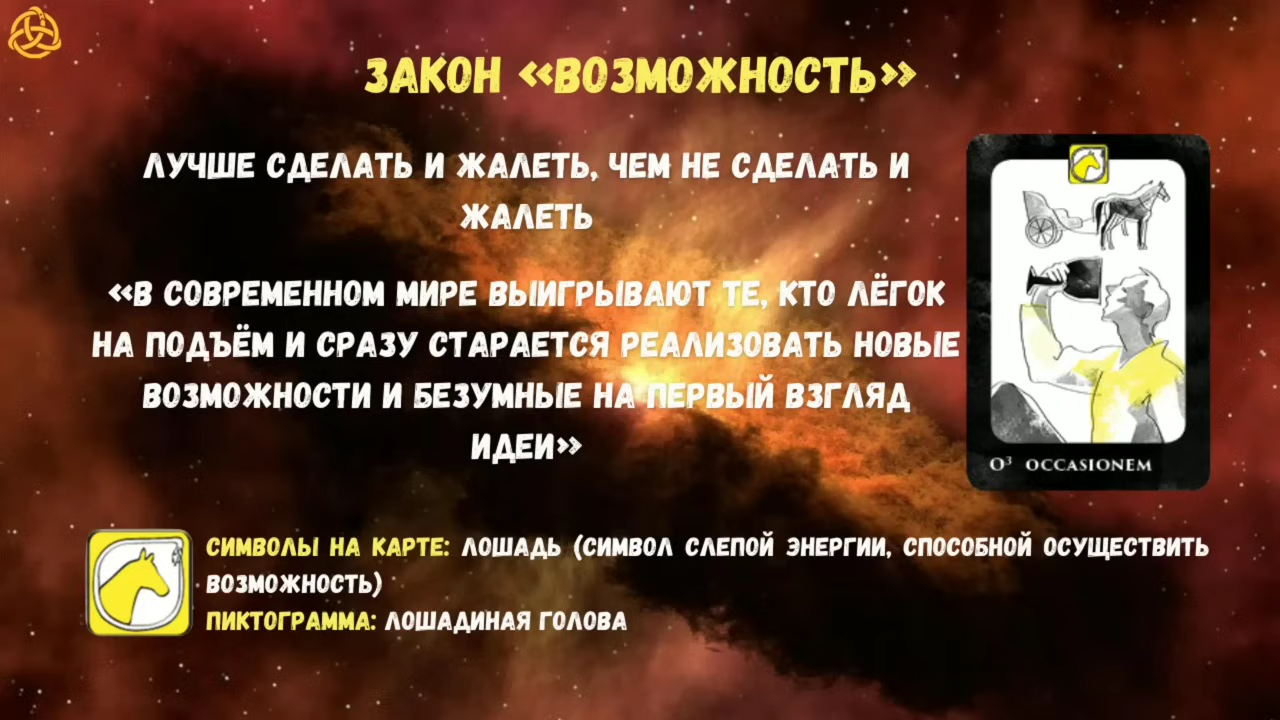 ЗАКОН «ВОЗМОЖНОСТЬ»
ЛУЧШЕ СДЕЛАТЬ И ЖАЛЕТЬ, ЧЕМ НЕ СДЕЛАТЬ И
ЖАЛЕТЬ
«В СОВРЕМЕННОМ МИРЕ ВЫИГРЫВАЮТ ТЕ, КТО ЛЁГОК
НА ПОДЪЁМ И СРАЗУ СТАРАЕТСЯ РЕАЛИЗОВАТЬ НОВЫЕ
ВОЗМОЖНОСТИ И БЕЗУМНЫЕ НА ПЕРВЫЙ ВЗГЛЯД
ИДЕИ»
O³ OCCASIONEM
СИМВОЛЫ НА КАРТЕ: ЛОШАДЬ (СИМВОЛ СЛЕПОЙ ЭНЕРГИИ, СПОСОБНОЙ ОСУЩЕСТВИТЬ
ВОЗМОЖНОСТЬ)
ПИКТОГРАММА: ЛОШАДИНАЯ ГОЛОВА